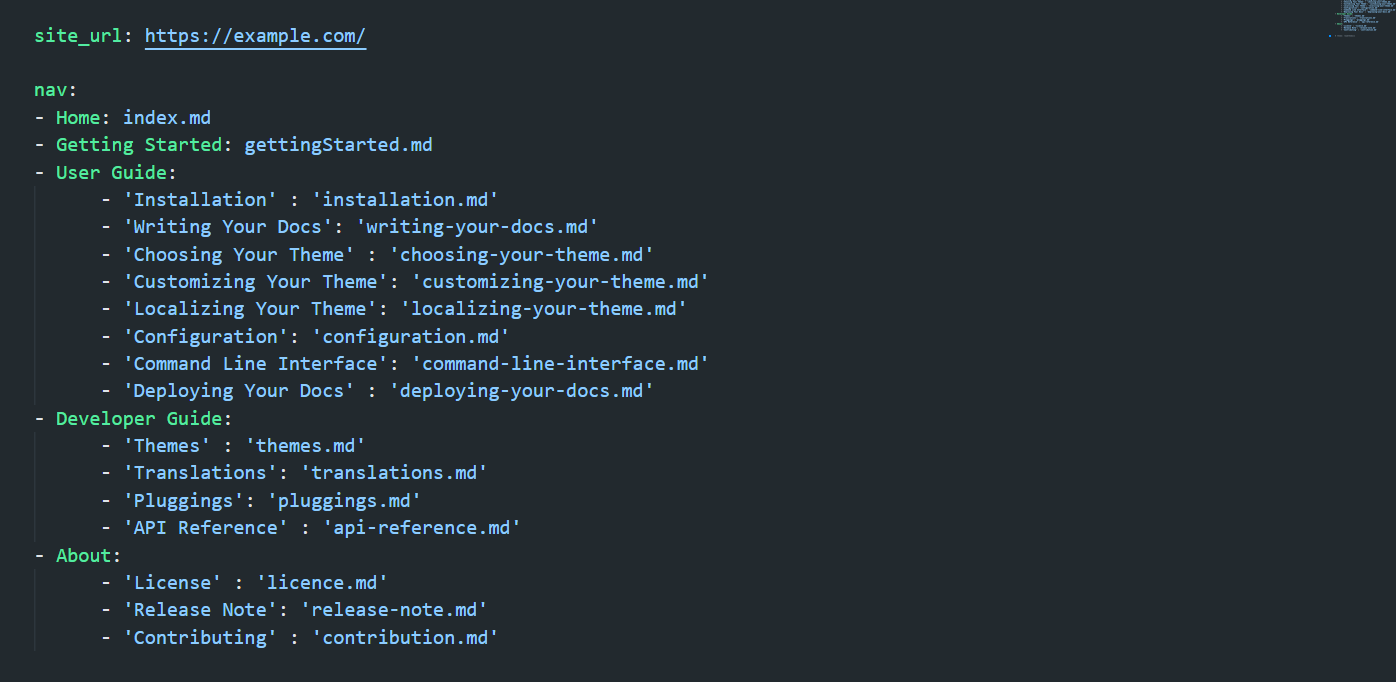 site_url: https://example.com/
nav:
- Home: index.md
- Getting Started: gettingStarted.md
- User Guide:
- 'Installation' : 'installation.md'
- 'Writing Your Docs': 'writing-your-docs.md'
- 'Choosing Your Theme' : 'choosing-your-theme.md'
- 'Customizing Your Theme': 'customizing-your-theme.md'
- 'Localizing Your Theme': 'localizing-your-theme.md'
- 'Configuration': 'configuration.md'
- 'Command Line Interface': 'command-line-interface.md'
- 'Deploying Your Docs' : 'deploying-your-docs.md'
- Developer Guide:
- 'Themes' : 'themes.md'
- 'Translations': 'translations.md'
- 'Pluggings': 'pluggings.md'
- 'API Reference' : 'api-reference.md'
- About:
- 'License' : 'licence.md'
- 'Release Note': 'release-note.md'
- 'Contributing' : 'contribution.md'